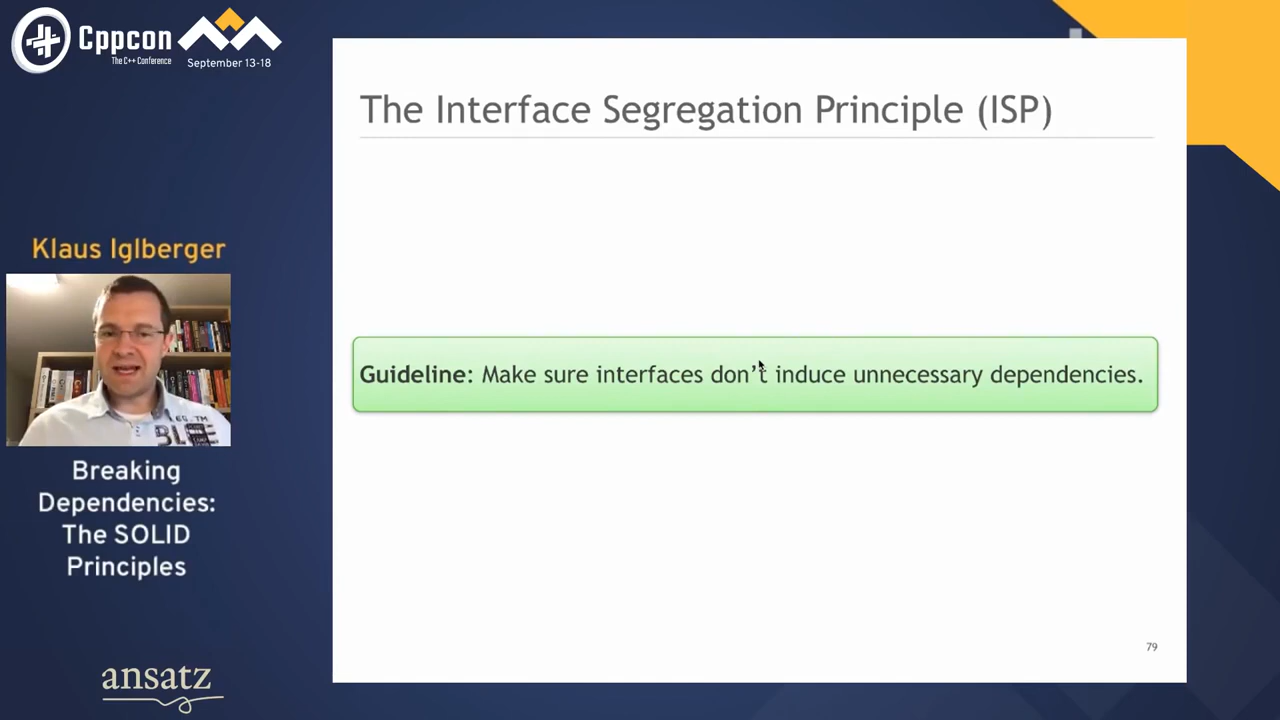 Cppcon
The C++ Conference
September 13-18
The Interface Segregation Principle (ISP)
Klaus Iglberger
Guideline: Make sure interfaces don't induce unnecessary dependencies.
Breaking
Dependencies:
The SOLID
Principles
79
ansatz